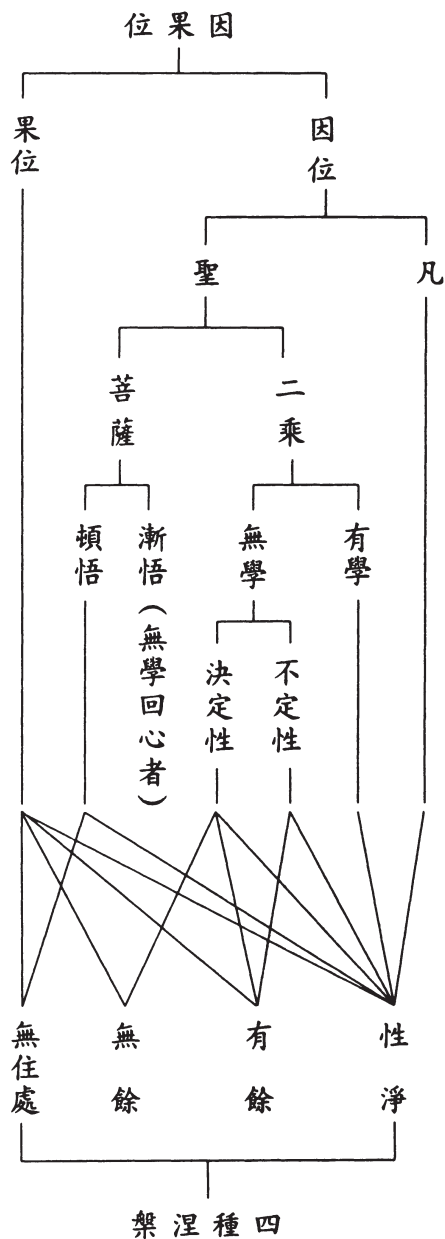 因果位
因位
果位
凡
聖
二乘
菩薩
有學
無學
漸悟（無學回心者）
頓悟
不定性
決定性
性淨
有餘
無餘
無住處
四種涅槃